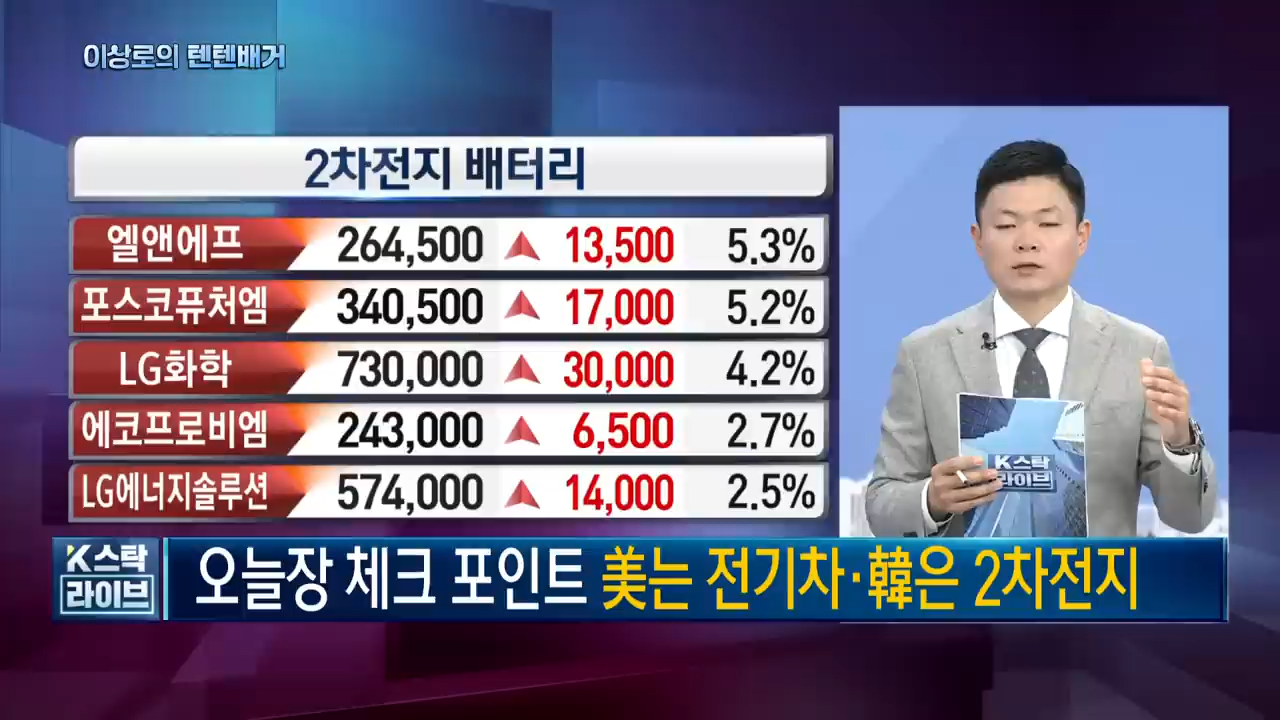 이상로의 텐텐배거
2차전지 배터리
엘앤에프 264,500 ▲ 13,500 5.3%
포스코퓨처엠 340,500 ▲ 17,000 5.2%
LG화학 730,000 ▲ 30,000 4.2%
에코프로비엠 243,000 ▲ 6,500 2.7%
LG에너지솔루션 574,000 ▲ 14,000 2.5%
K스탁
라이브
K스탁
라이브
오늘장 체크 포인트 美는 전기차·韓은 2차전지